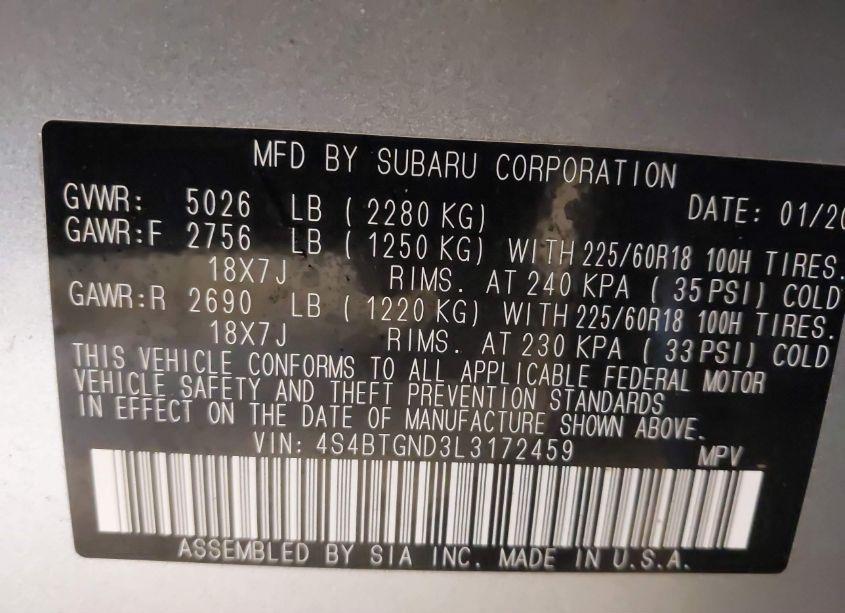 MFD BY SUBARU CORPORATION
GVWR: 5026 LB ( 2280 KG) DATE: 01/20
GAWR:F 2756 LB ( 1250 KG) WITH 225/60R18 100H TIRES.
18X7J RIMS. AT 240 KPA ( 35 PSI) COLD
GAWR:R 2690 LB ( 1220 KG) WITH 225/60R18 100H TIRES.
18X7J RIMS. AT 230 KPA ( 33 PSI) COLD
THIS VEHICLE CONFORMS TO ALL APPLICABLE FEDERAL MOTOR
VEHICLE SAFETY AND THEFT PREVENTION STANDARDS
IN EFFECT ON THE DATE OF MANUFACTURE SHOWN ABOVE.
VIN: 4S4BTGND3L3172459 MPV
ASSEMBLED BY SIA INC. MADE IN U.S.A.